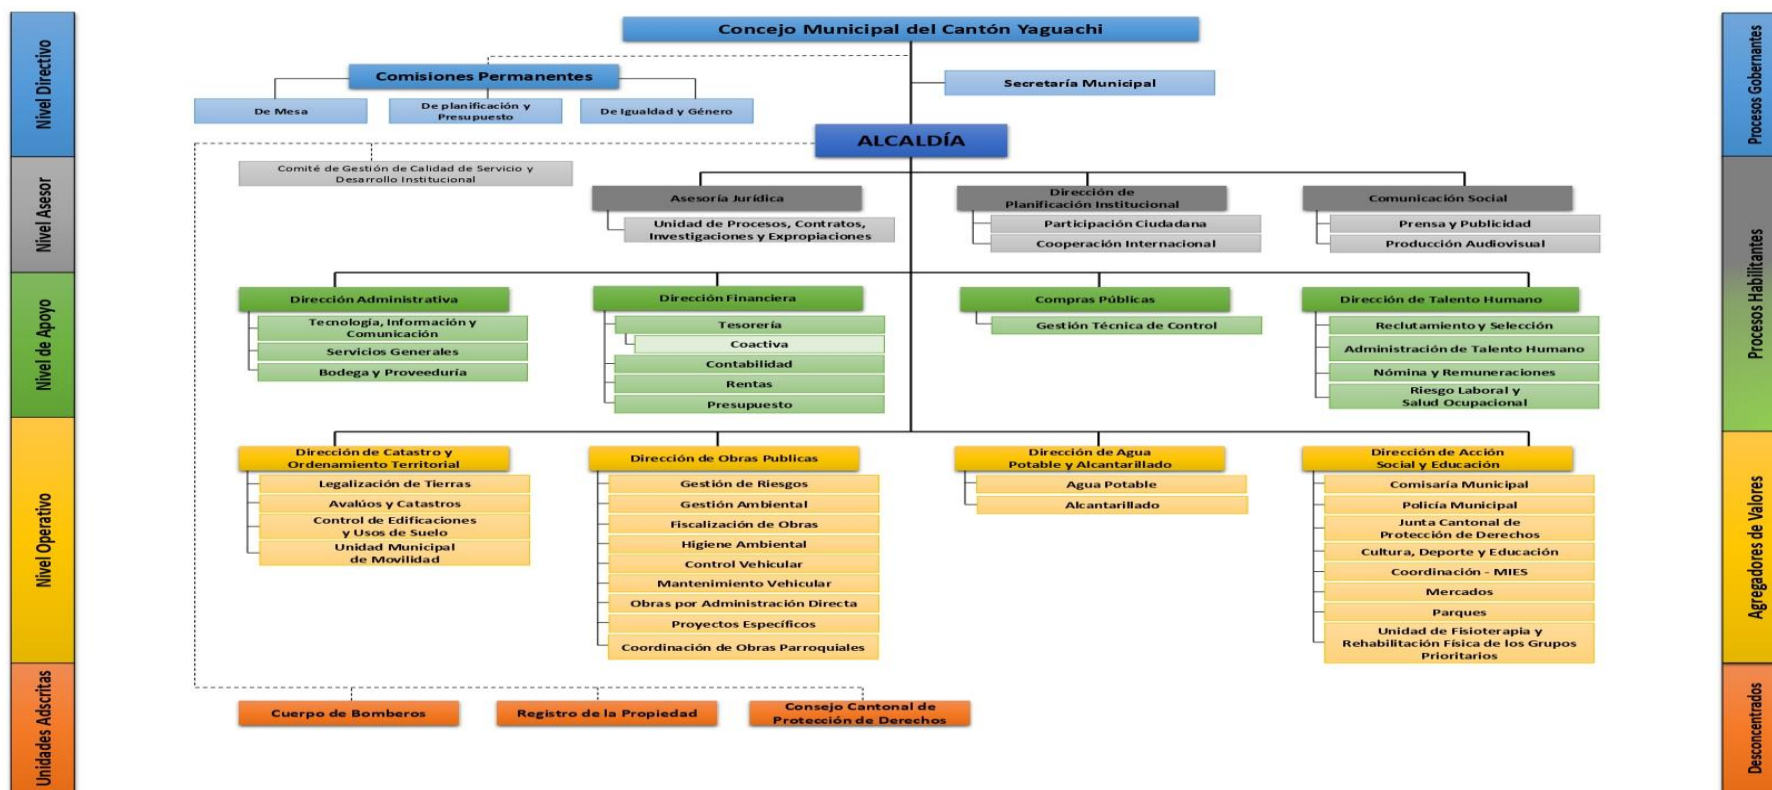 Concejo Municipal del Cantón Yaguachi
Comisiones Permanentes
Secretaría Municipal
De Mesa
De planificación y
Presupuesto
De Igualdad y Género
ALCALDÍA
Nivel Directivo
Procesos Gobernantes
Comité de Gestión de Calidad de Servicio y
Desarrollo Institucional
Nivel Asesor
Asesoría Jurídica
Unidad de Procesos, Contratos,
Investigaciones y Expropiaciones
Dirección de
Planificación Institucional
Participación Ciudadana
Cooperación Internacional
Comunicación Social
Prensa y Publicidad
Producción Audiovisual
Procesos Habilitantes
Nivel de Apoyo
Dirección Administrativa
Tecnología, Información y
Comunicación
Servicios Generales
Bodega y Proveeduría
Dirección Financiera
Tesorería
Coactiva
Contabilidad
Rentas
Presupuesto
Compras Públicas
Gestión Técnica de Control
Dirección de Talento Humano
Reclutamiento y Selección
Administración de Talento Humano
Nómina y Remuneraciones
Riesgo Laboral y
Salud Ocupacional
Nivel Operativo
Dirección de Catastro y
Ordenamiento Territorial
Legalización de Tierras
Avalúos y Catastros
Control de Edificaciones
y Usos de Suelo
Unidad Municipal
de Movilidad
Dirección de Obras Publicas
Gestión de Riesgos
Gestión Ambiental
Fiscalización de Obras
Higiene Ambiental
Control Vehicular
Mantenimiento Vehicular
Obras por Administración Directa
Proyectos Específicos
Coordinación de Obras Parroquiales
Dirección de Agua
Potable y Alcantarillado
Agua Potable
Alcantarillado
Dirección de Acción
Social y Educación
Comisaría Municipal
Policía Municipal
Junta Cantonal de
Protección de Derechos
Cultura, Deporte y Educación
Coordinación - MIES
Mercados
Parques
Unidad de Fisioterapia y
Rehabilitación Física de los Grupos
Prioritarios
Agregadores de Valores
Unidades Adscritas
Cuerpo de Bomberos
Registro de la Propiedad
Consejo Cantonal de
Protección de Derechos
Desconcentrados